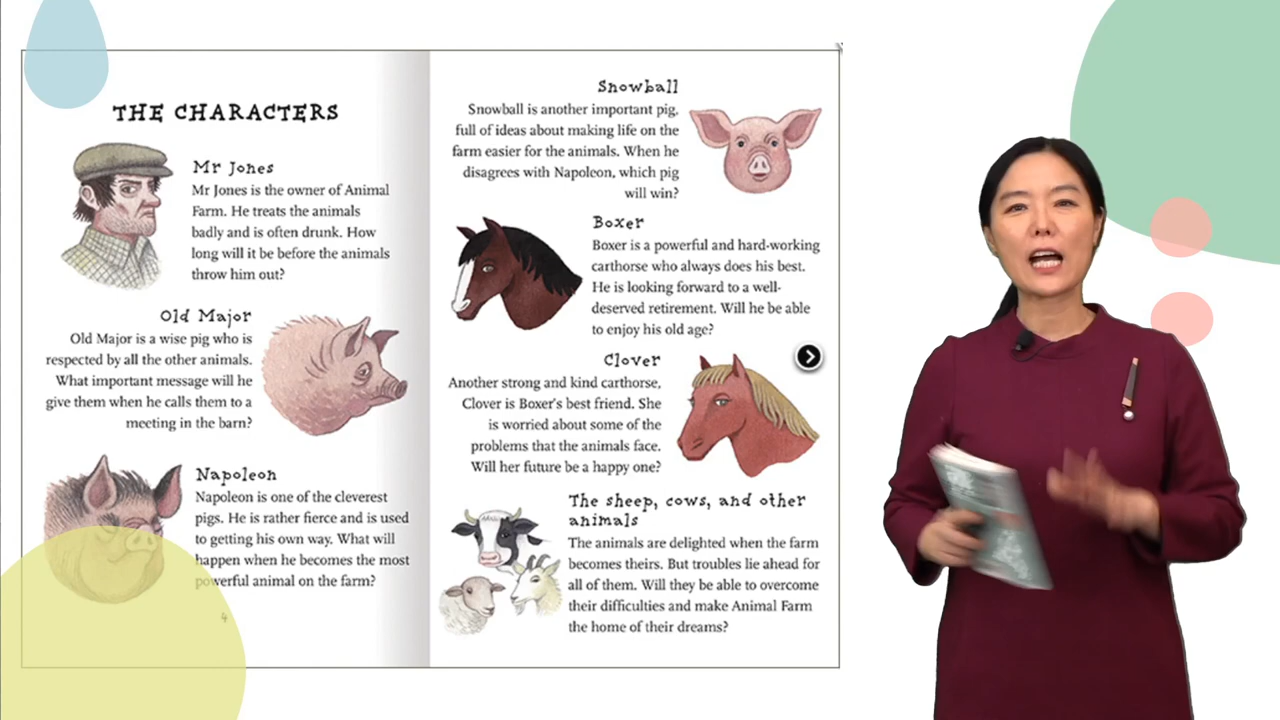 THE CHARACTERS
Mr Jones
Mr Jones is the owner of Animal
Farm. He treats the animals
badly and is often drunk. How
long will it be before the animals
throw him out?
Old Major
Old Major is a wise pig who is
respected by all the other animals.
What important message will he
give them when he calls them to a
meeting in the barn?
Napoleon
Napoleon is one of the cleverest
pigs. He is rather fierce and is used
to getting his own way. What will
happen when he becomes the most
powerful animal on the farm?
4
Snowball
Snowball is another important pig,
full of ideas about making life on the
farm easier for the animals. When he
disagrees with Napoleon, which pig
will win?
Boxer
Boxer is a powerful and hard-working
carthorse who always does his best.
He is looking forward to a well-
deserved retirement. Will he be able
to enjoy his old age?
Clover
Another strong and kind carthorse,
Clover is Boxer's best friend. She
is worried about some of the
problems that the animals face.
Will her future be a happy one?
The sheep, cows, and other
animals
The animals are delighted when the farm
becomes theirs. But troubles lie ahead for
all of them. Will they be able to overcome
their difficulties and make Animal Farm
the home of their dreams?